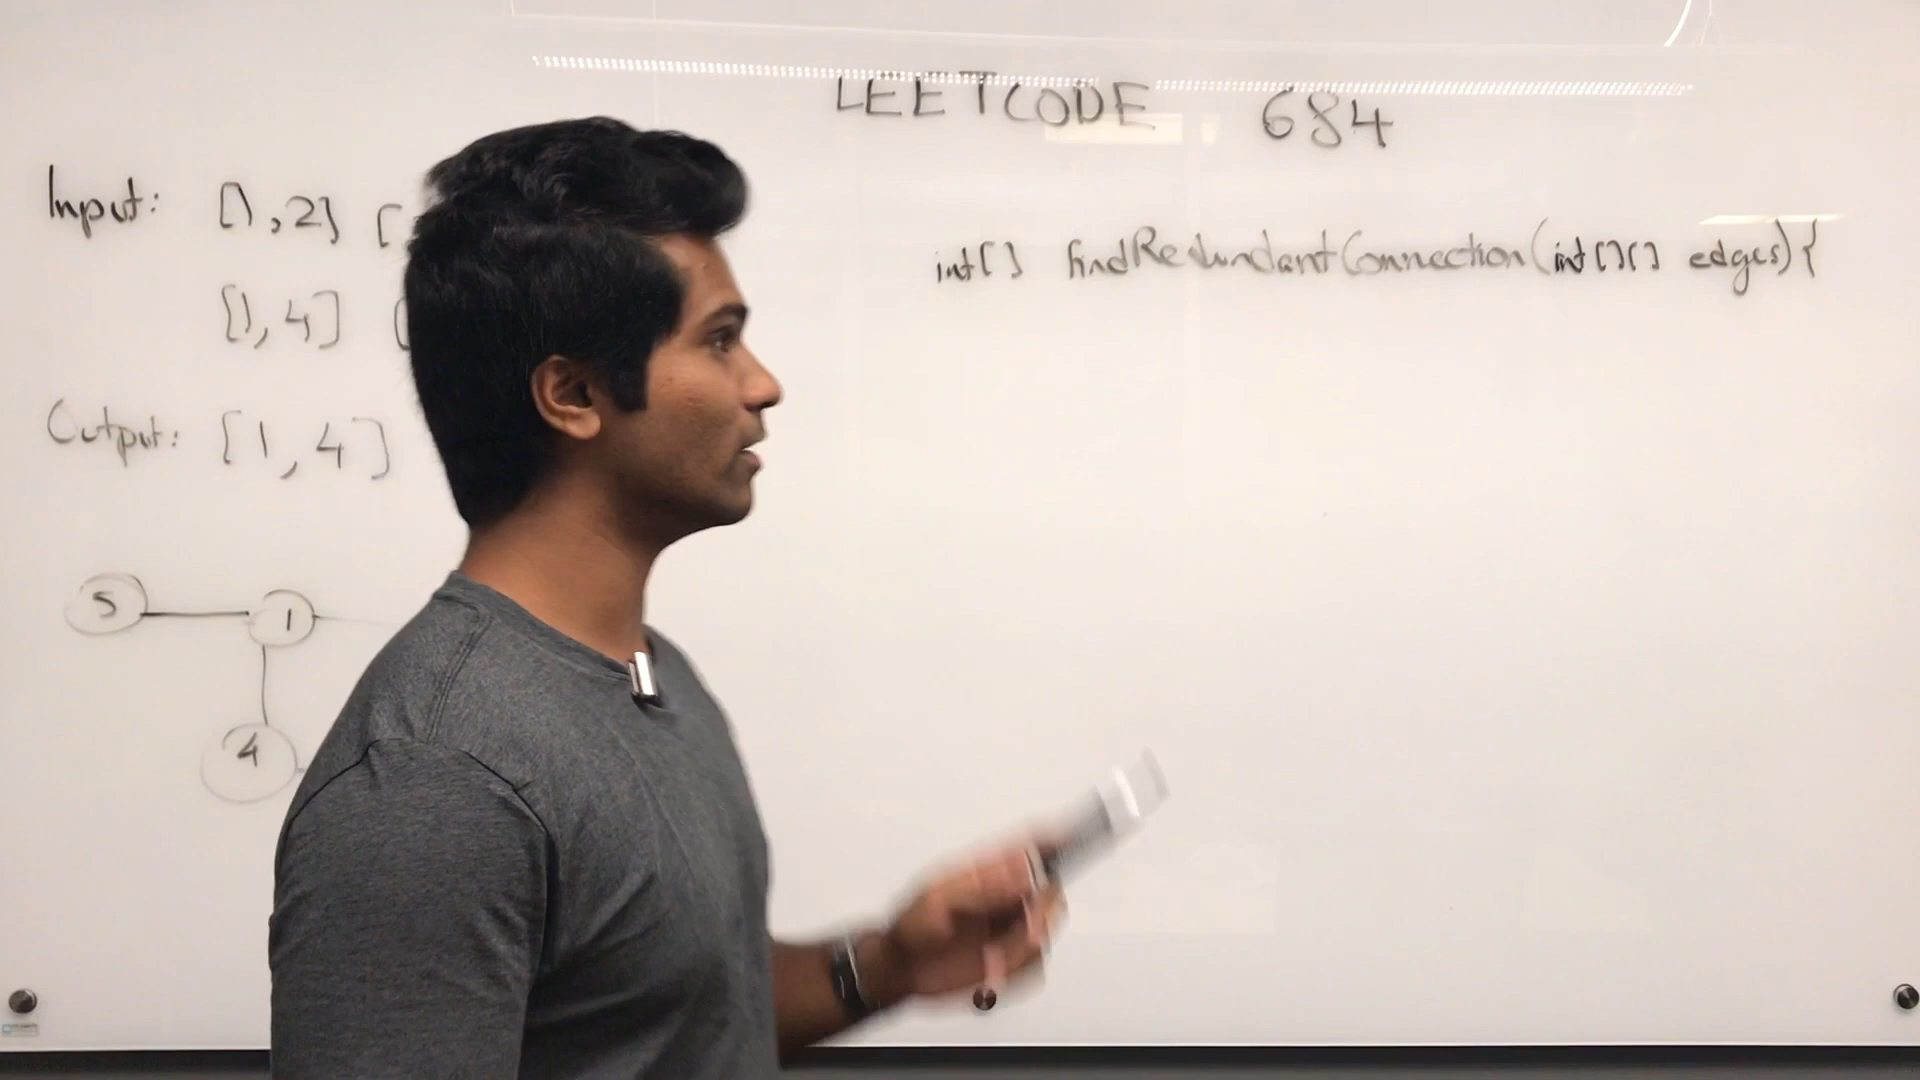 LEETCODE 684
Input: [1,2] [
[1,4] [
Output: [1,4]
int[] findRedundantConnection(int[][] edges){
5
1
4